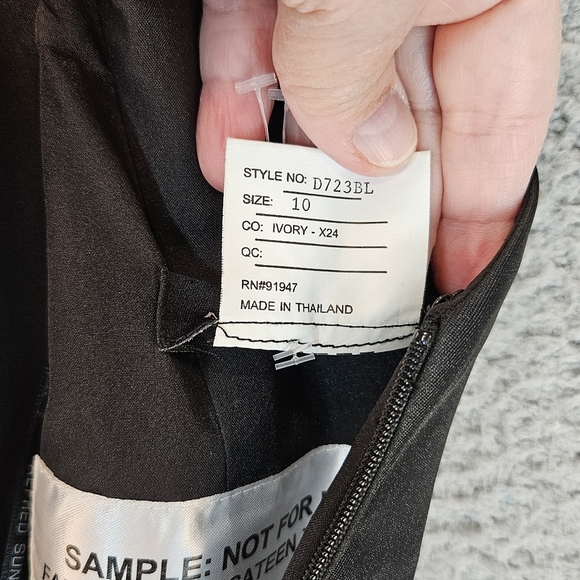 STYLE NO: D723BL
SIZE: 10
CO: IVORY - X24
QC:
RN#91947
MADE IN THAILAND
SAMPLE: NOT FOR